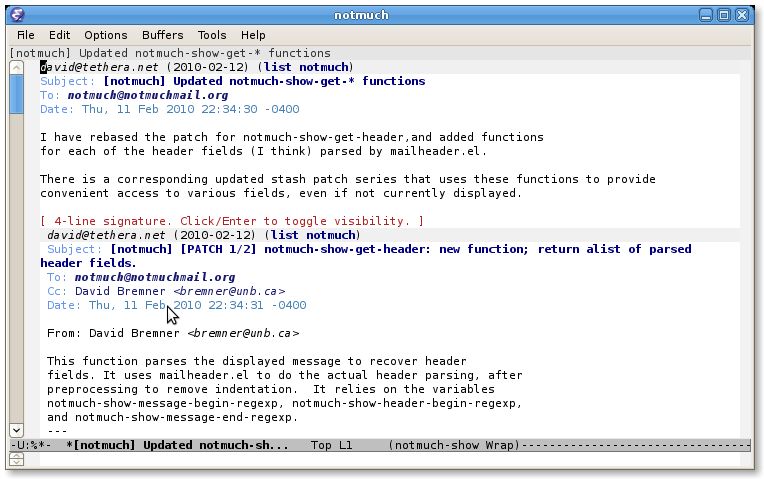 notmuch
File Edit Options Buffers Tools Help
[notmuch] Updated notmuch-show-get-* functions
david@tethera.net (2010-02-12) (list notmuch)
Subject: [notmuch] Updated notmuch-show-get-* functions
To: notmuch@notmuchmail.org
Date: Thu, 11 Feb 2010 22:34:30 -0400
I have rebased the patch for notmuch-show-get-header,and added functions
for each of the header fields (I think) parsed by mailheader.el.
There is a corresponding updated stash patch series that uses these functions to provide
convenient access to various fields, even if not currently displayed.
[ 4-line signature. Click/Enter to toggle visibility. ]
david@tethera.net (2010-02-12) (list notmuch)
Subject: [notmuch] [PATCH 1/2] notmuch-show-get-header: new function; return alist of parsed
header fields.
To: notmuch@notmuchmail.org
Cc: David Bremner <bremner@unb.ca>
Date: Thu, 11 Feb 2010 22:34:31 -0400
From: David Bremner <bremner@unb.ca>
This function parses the displayed message to recover header
fields. It uses mailheader.el to do the actual header parsing, after
preprocessing to remove indentation.  It relies on the variables
notmuch-show-message-begin-regexp, notmuch-show-header-begin-regexp,
and notmuch-show-message-end-regexp.
---
-U:%*-  *[notmuch] Updated notmuch-sh...   Top L1     (notmuch-show Wrap)---------------------------------